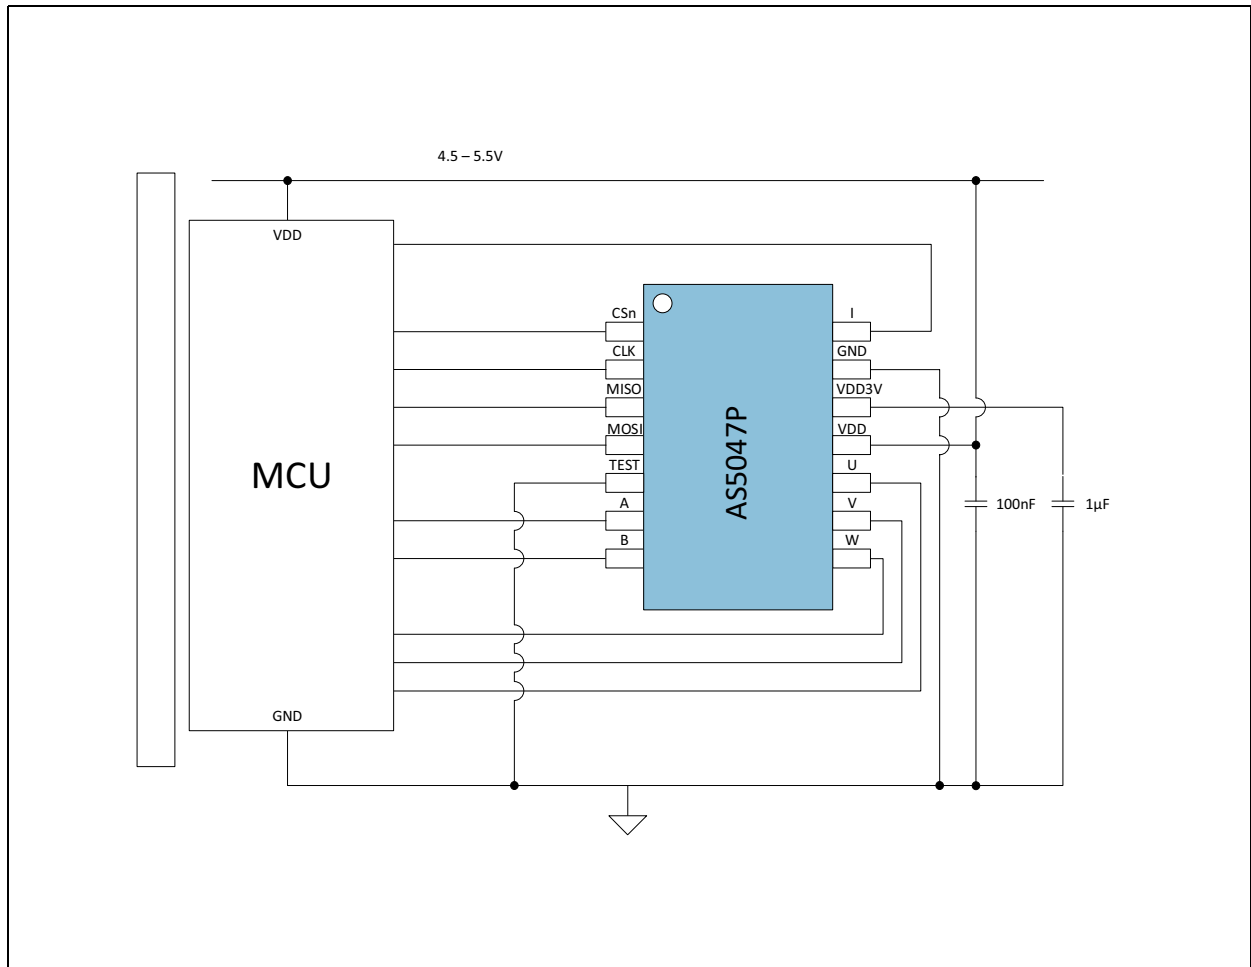 4.5 – 5.5V
VDD
MCU
GND
CSn
CLK
MISO
MOSI
TEST
A
B
AS5047P
I
GND
VDD3V
VDD
U
V
W
100nF
1µF